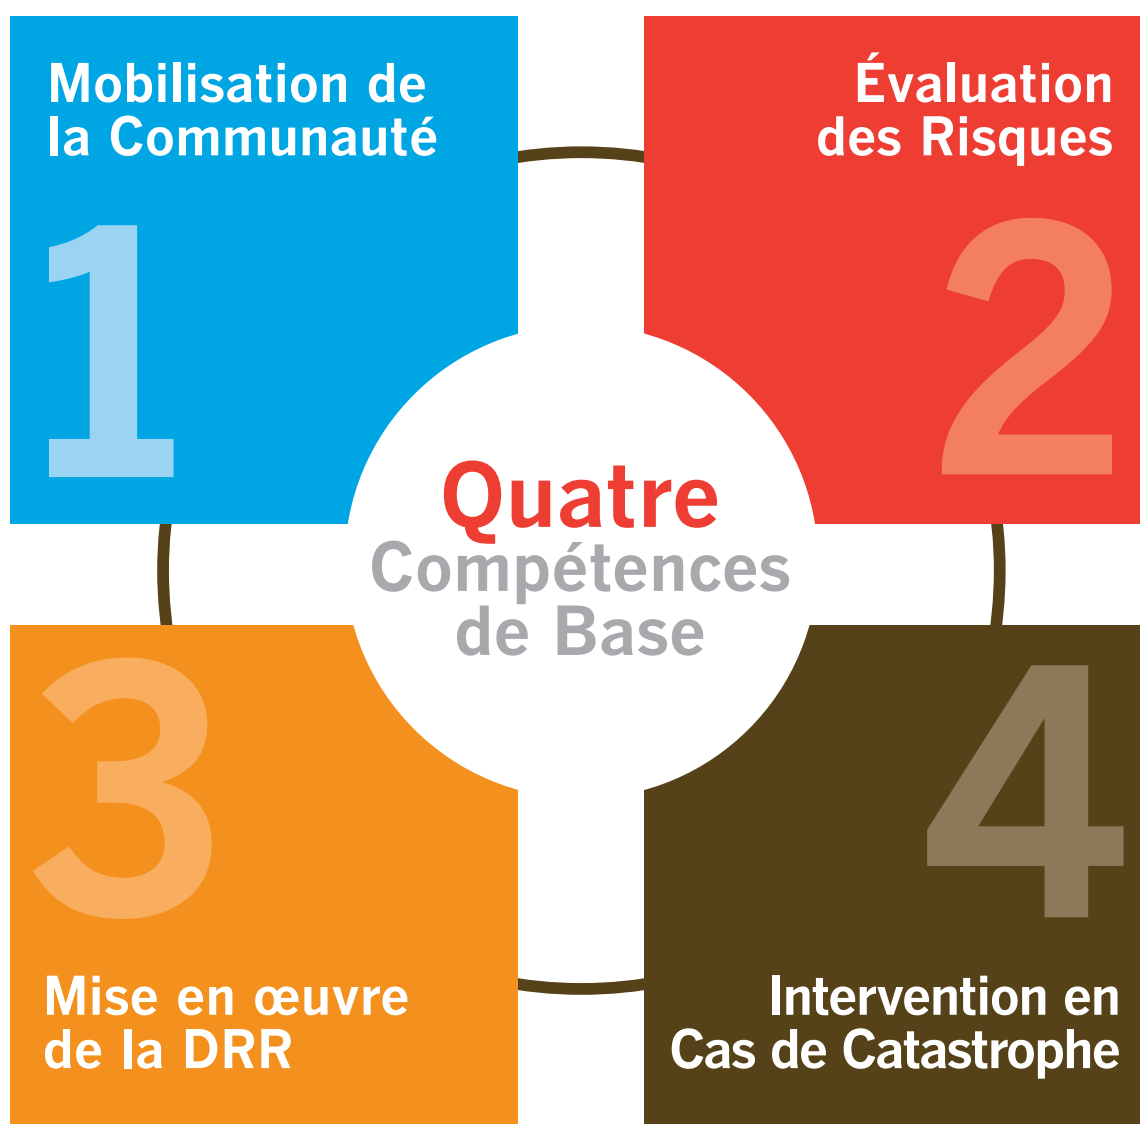 Mobilisation de
la Communauté
1
Évaluation
des Risques
2
Quatre
Compétences
de Base
3
Mise en œuvre
de la DRR
4
Intervention en
Cas de Catastrophe